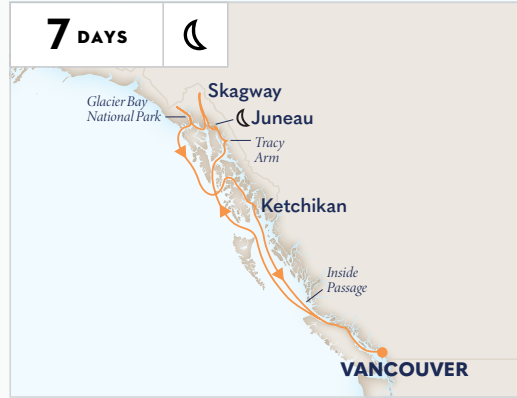 7 DAYS
Skagway
Glacier Bay
National Park
Juneau
Tracy
Arm
Ketchikan
Inside
Passage
VANCOUVER